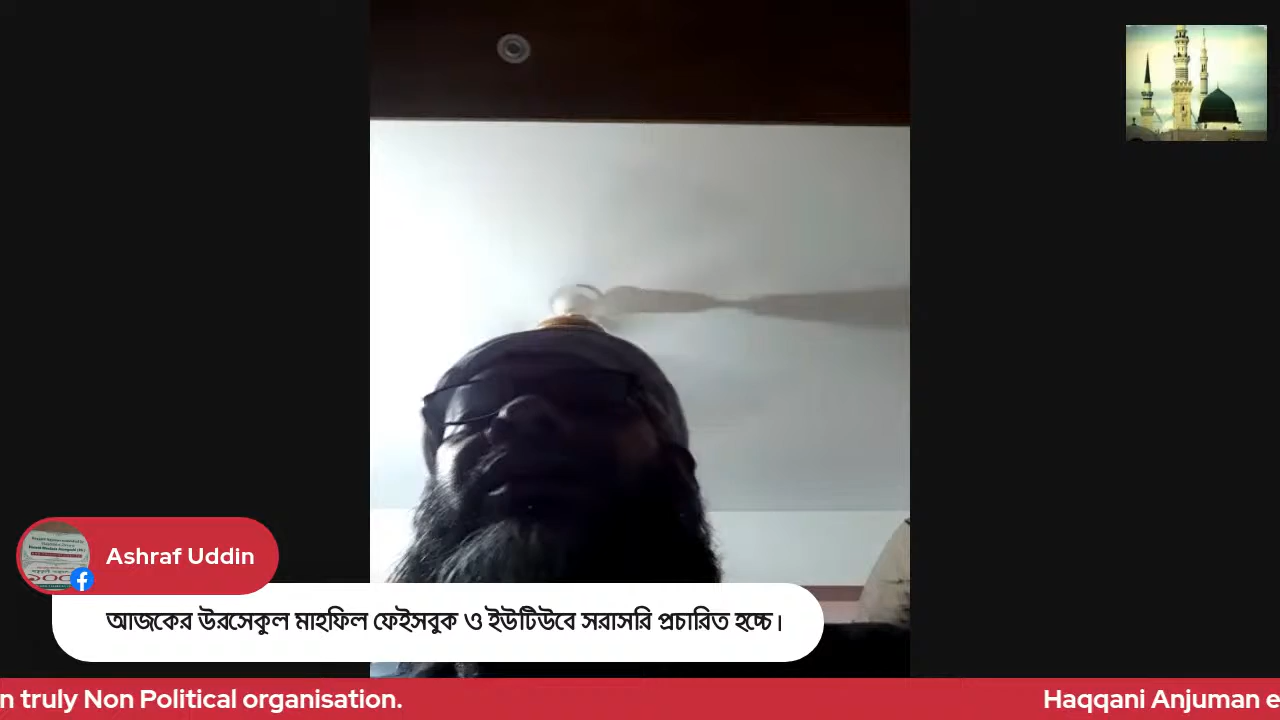 Ashraf Uddin
আজকের উরসেকুল মাহফিল ফেইসবুক ও ইউটিউবে সরাসরি প্রচারিত হচ্ছে।
n truly Non Political organisation.
Haqqani Anjuman e